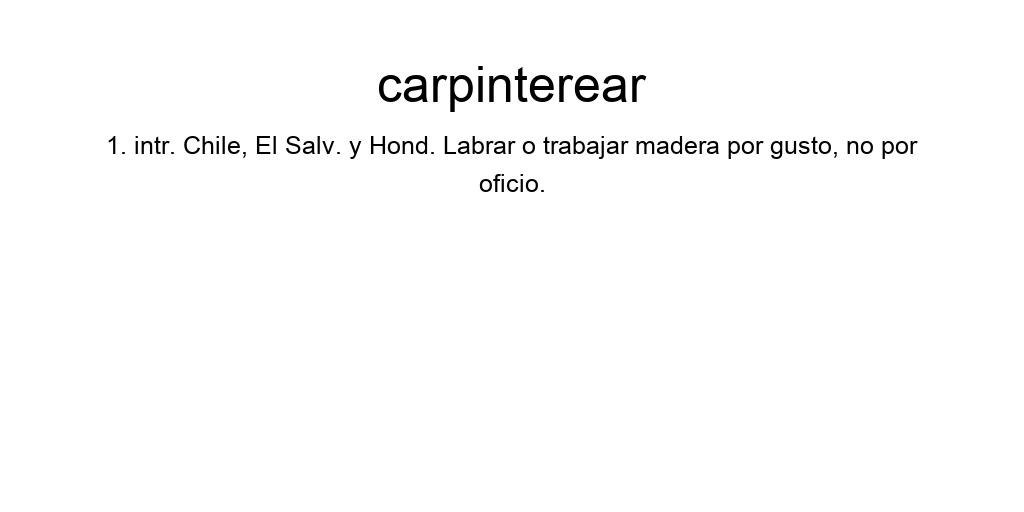 carpinterear
1. intr. Chile, El Salv. y Hond. Labrar o trabajar madera por gusto, no por
oficio.